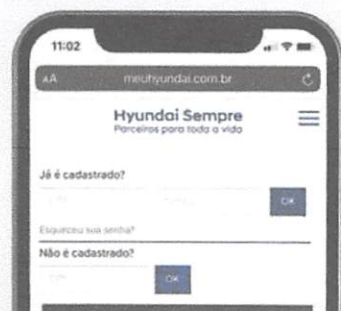 11:02
AA meuhyundai.com.br
Hyundai Sempre
Parceiros para toda a vida
Já é cadastrado?
OK
Esqueceu sua senha?
Não é cadastrado?
OK